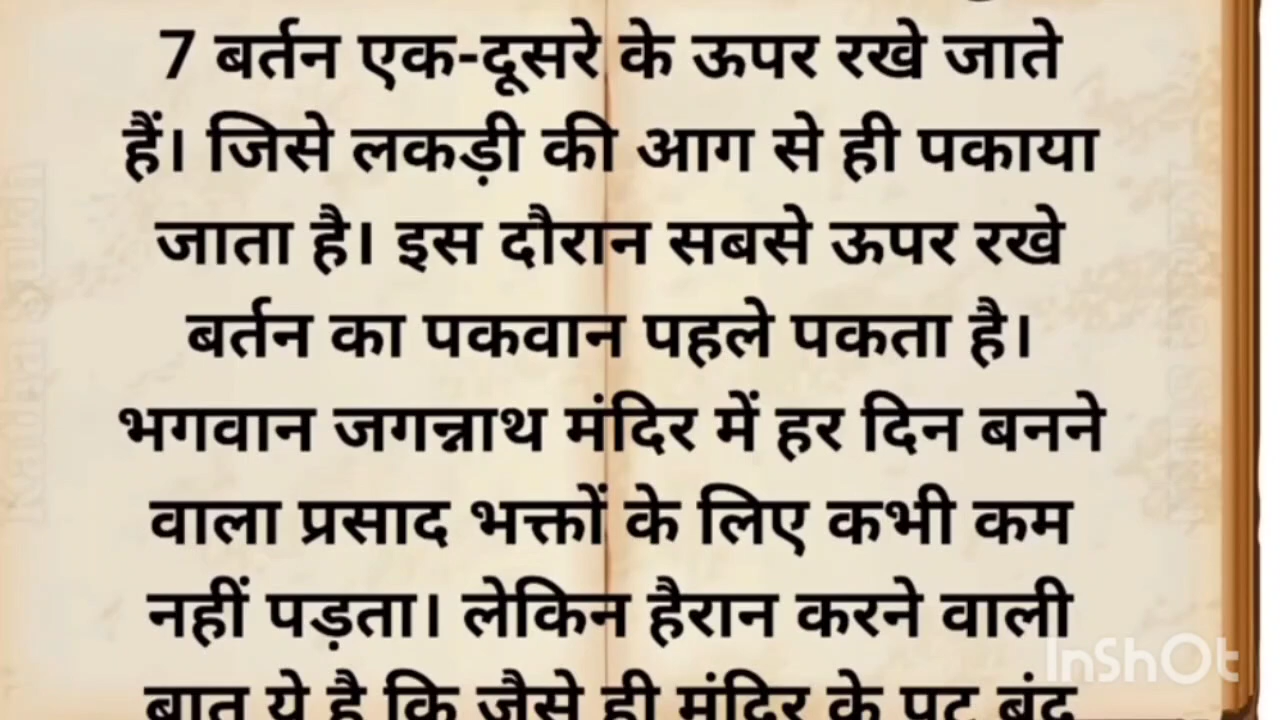 7 बर्तन एक-दूसरे के ऊपर रखे जाते
हैं। जिसे लकड़ी की आग से ही पकाया
जाता है। इस दौरान सबसे ऊपर रखे
बर्तन का पकवान पहले पकता है।
भगवान जगन्नाथ मंदिर में हर दिन बनने
वाला प्रसाद भक्तों के लिए कभी कम
नहीं पड़ता। लेकिन हैरान करने वाली
बात ये है कि जैसे ही मंदिर के पट बंद
InShOt